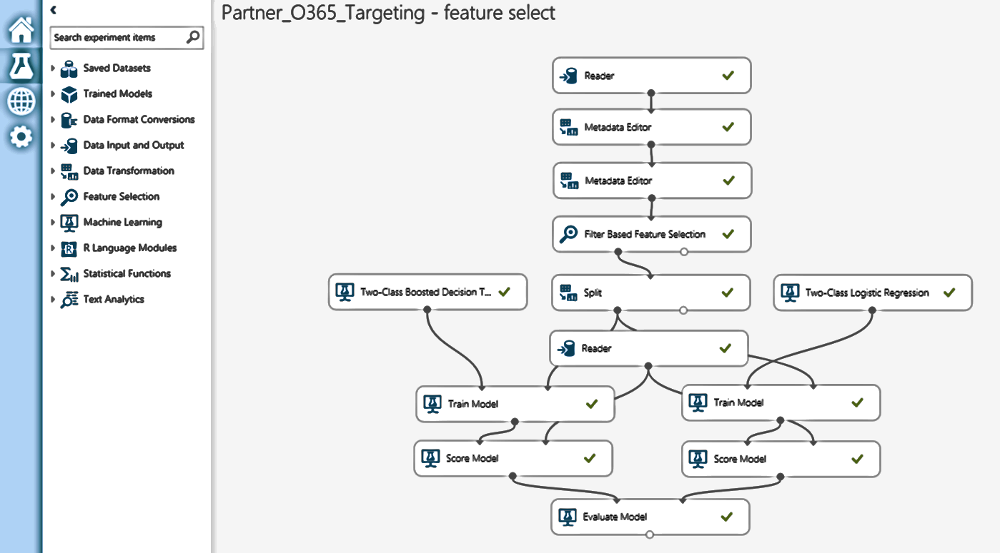 Partner_O365_Targeting - feature select
Search experiment items
Saved Datasets
Trained Models
Data Format Conversions
Data Input and Output
Data Transformation
Feature Selection
Machine Learning
R Language Modules
Statistical Functions
Text Analytics
Reader
Metadata Editor
Metadata Editor
Filter Based Feature Selection
Two-Class Boosted Decision T...
Split
Two-Class Logistic Regression
Reader
Train Model
Train Model
Score Model
Score Model
Evaluate Model